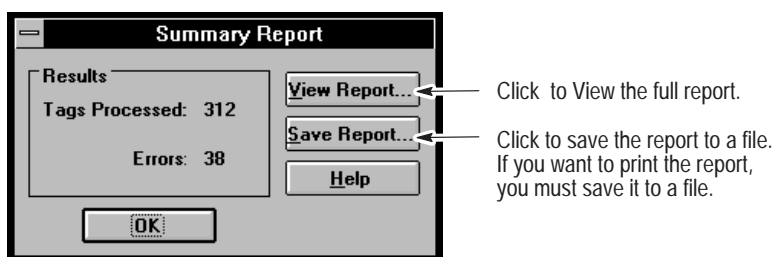 Summary Report
Results
Tags Processed: 312
Errors: 38
View Report...
Save Report...
Help
OK
Click to View the full report.
Click to save the report to a file.
If you want to print the report,
you must save it to a file.